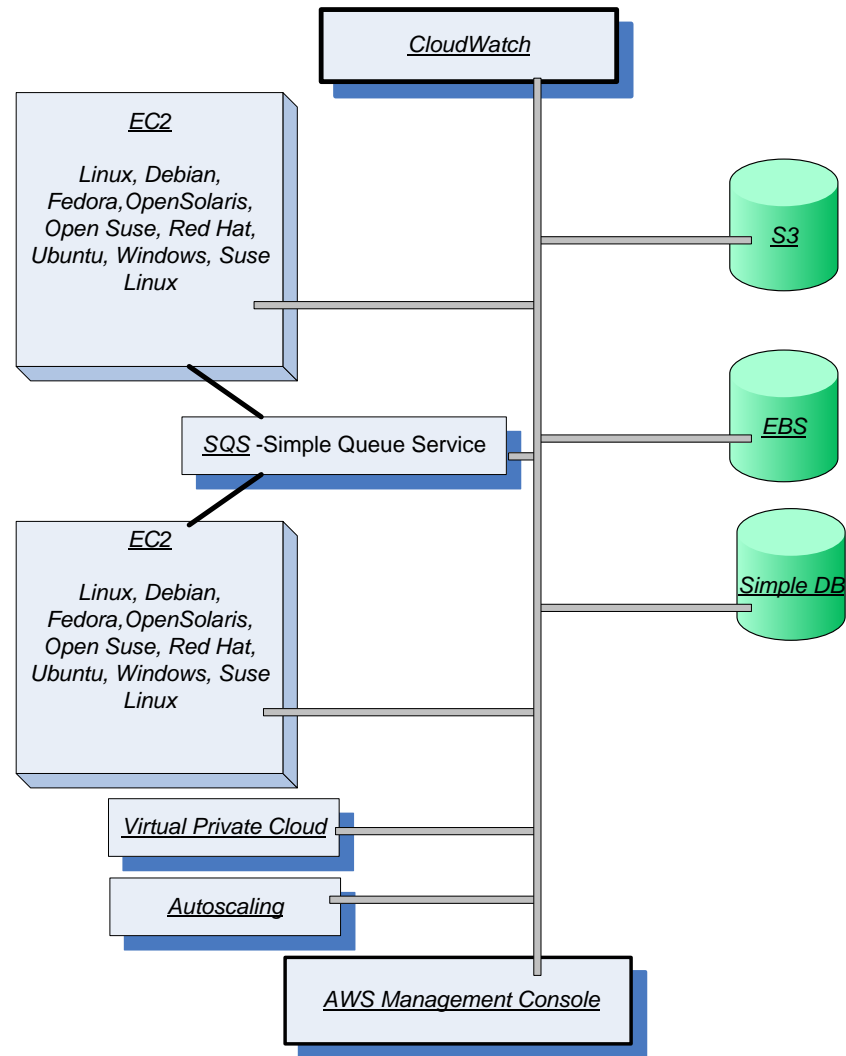 CloudWatch
EC2
Linux, Debian,
Fedora,OpenSolaris,
Open Suse, Red Hat,
Ubuntu, Windows, Suse
Linux
S3
SQS -Simple Queue Service
EBS
EC2
Linux, Debian,
Fedora,OpenSolaris,
Open Suse, Red Hat,
Ubuntu, Windows, Suse
Linux
Simple DB
Virtual Private Cloud
Autoscaling
AWS Management Console